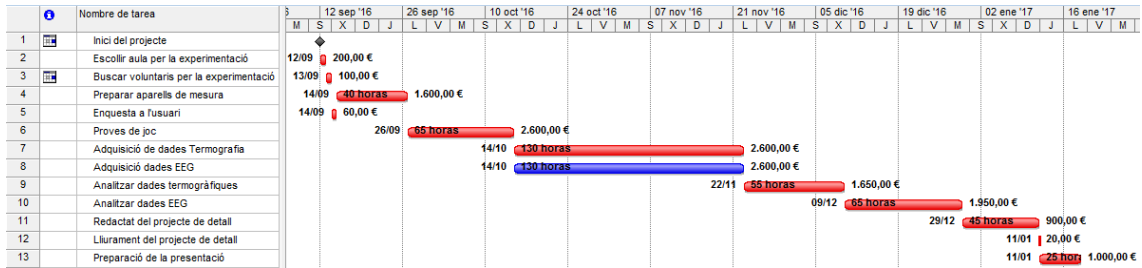 Nombre de tarea
5 12 sep '16 26 sep '16 10 oct '16 24 oct '16 07 nov '16 21 nov '16 05 dic '16 19 dic '16 02 ene '17 16 ene '17
M S X D J L V M S X D J L V M S X D J L V M S X D J L V M
1 Inici del projecte
2 Escollir aula per la experimentació 12/09 200,00 €
3 Buscar voluntaris per la experimentació 13/09 100,00 €
4 Preparar aparells de mesura 14/09 40 horas 1.600,00 €
5 Enquesta a l'usuari 14/09 60,00 €
6 Proves de joc 26/09 65 horas 2.600,00 €
7 Adquisició de dades Termografia 14/10 130 horas 2.600,00 €
8 Adquisició dades EEG 14/10 130 horas 2.600,00 €
9 Analitzar dades termogràfiques 22/11 55 horas 1.650,00 €
10 Analitzar dades EEG 09/12 65 horas 1.950,00 €
11 Redactat del projecte de detall 29/12 45 horas 900,00 €
12 Lliurament del projecte de detall 11/01 20,00 €
13 Preparació de la presentació 11/01 25 hor 1.000,00 €